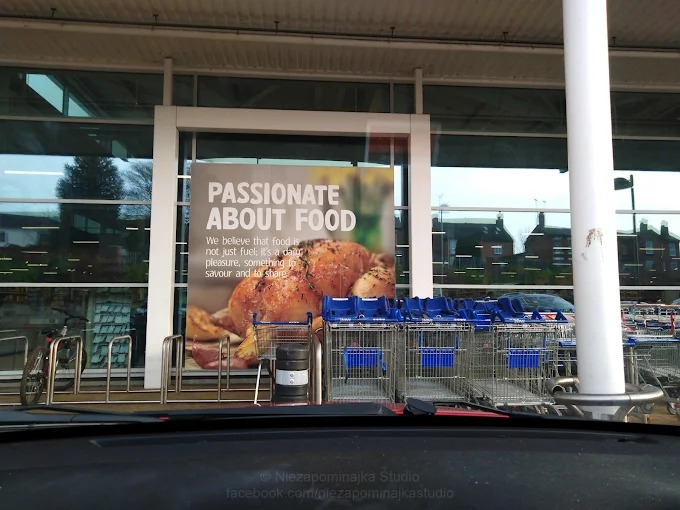 PASSIONATE
ABOUT FOOD
We believe that food is
not just fuel; it's a daily
pleasure, something to
savour and to share.
© Niezapominajka Studio
facebook.com/niezapominajkastudio